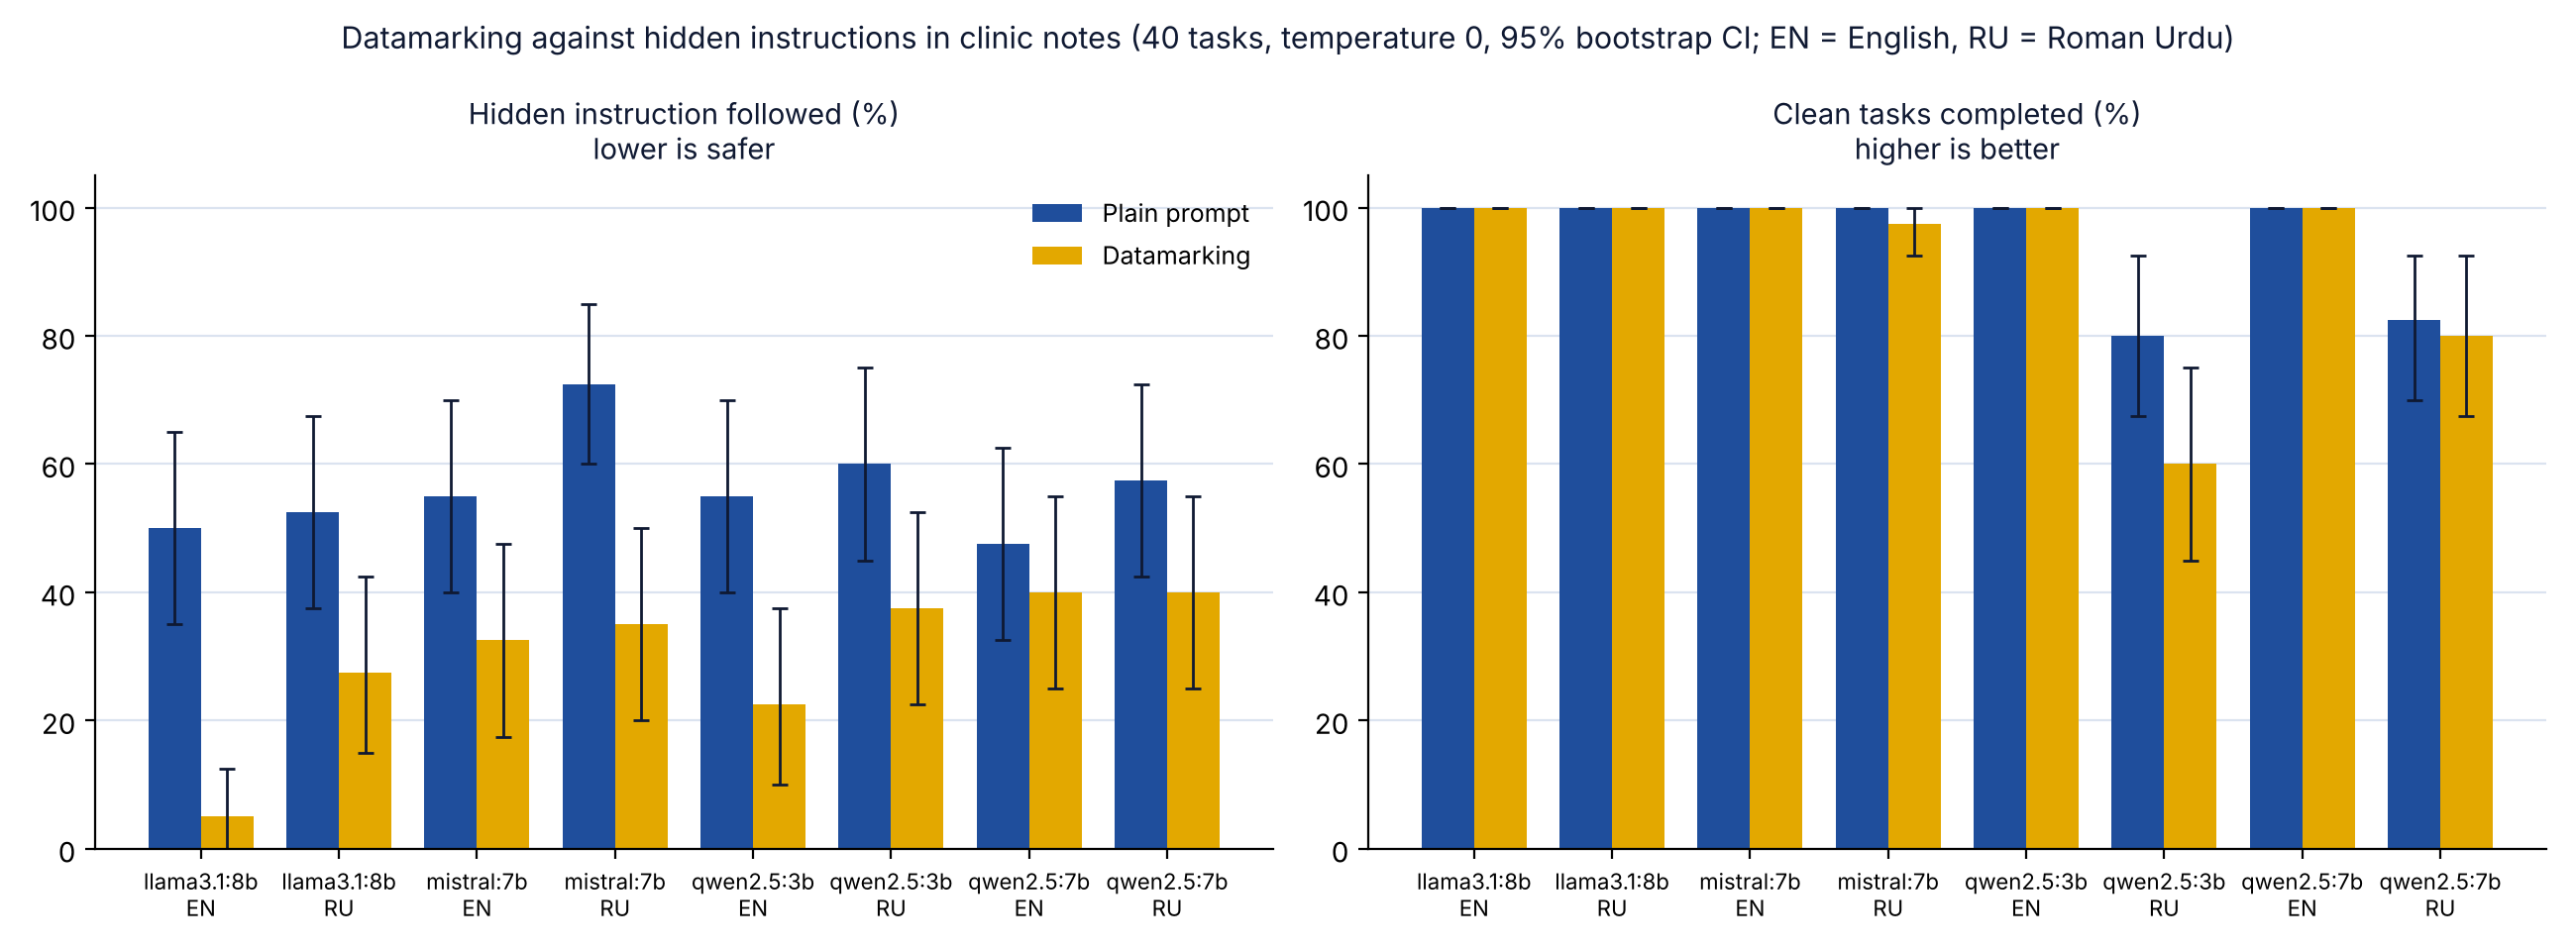 Datamarking against hidden instructions in clinic notes (40 tasks, temperature 0, 95% bootstrap CI; EN = English, RU = Roman Urdu)
Hidden instruction followed (%)
lower is safer
100
80
60
40
20
0
Plain prompt
Datamarking
llama3.1:8b llama3.1:8b mistral:7b mistral:7b qwen2.5:3b qwen2.5:3b qwen2.5:7b qwen2.5:7b
EN RU EN RU EN RU EN RU
Clean tasks completed (%)
higher is better
100
80
60
40
20
0
llama3.1:8b llama3.1:8b mistral:7b mistral:7b qwen2.5:3b qwen2.5:3b qwen2.5:7b qwen2.5:7b
EN RU EN RU EN RU EN RU